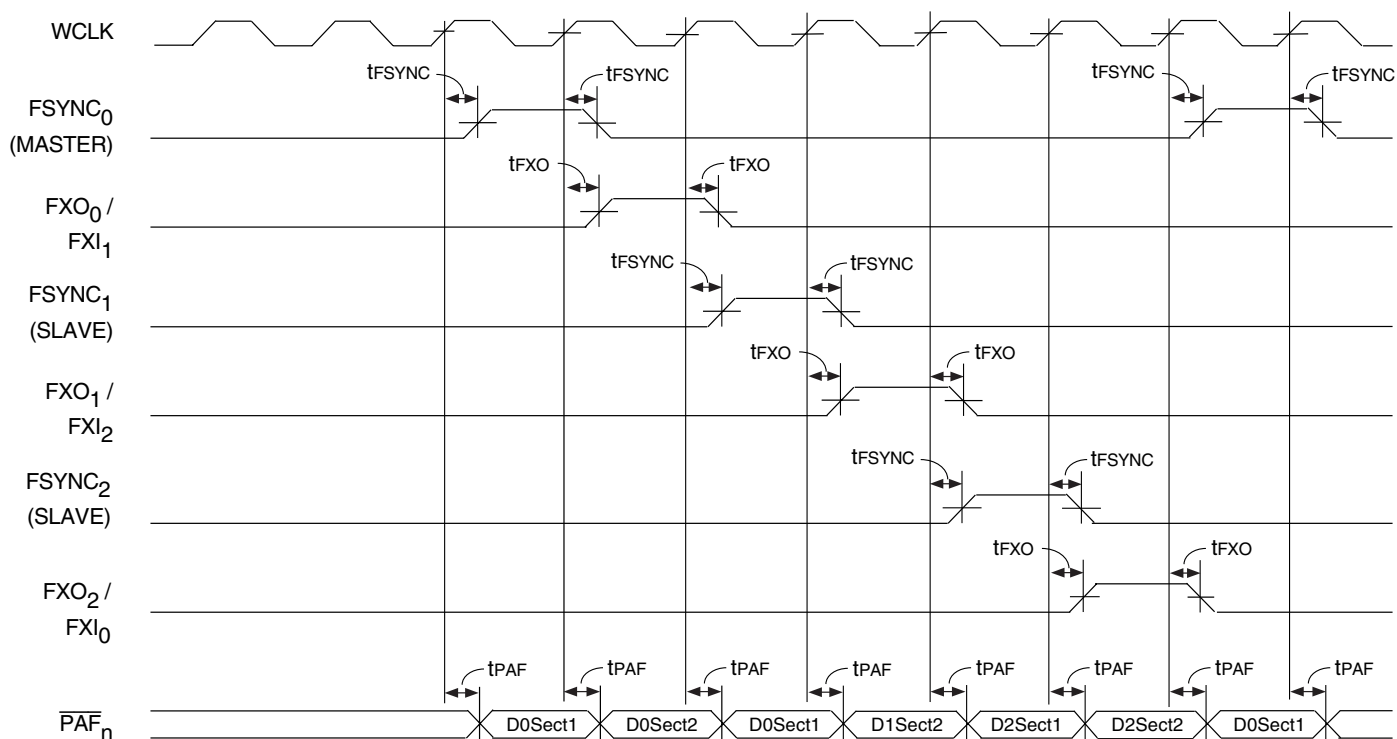 WCLK
tFSYNC tFSYNC tFSYNC tFSYNC
FSYNC0
(MASTER)
tFXO tFXO
FXO0 /
FXI1
tFSYNC tFSYNC
FSYNC1
(SLAVE)
tFXO tFXO
FXO1 /
FXI2
tFSYNC tFSYNC
FSYNC2
(SLAVE)
tFXO tFXO
FXO2 /
FXI0
tPAF tPAF tPAF tPAF tPAF tPAF tPAF tPAF
PAFn D0Sect1 D0Sect2 D0Sect1 D1Sect2 D2Sect1 D2Sect2 D0Sect1